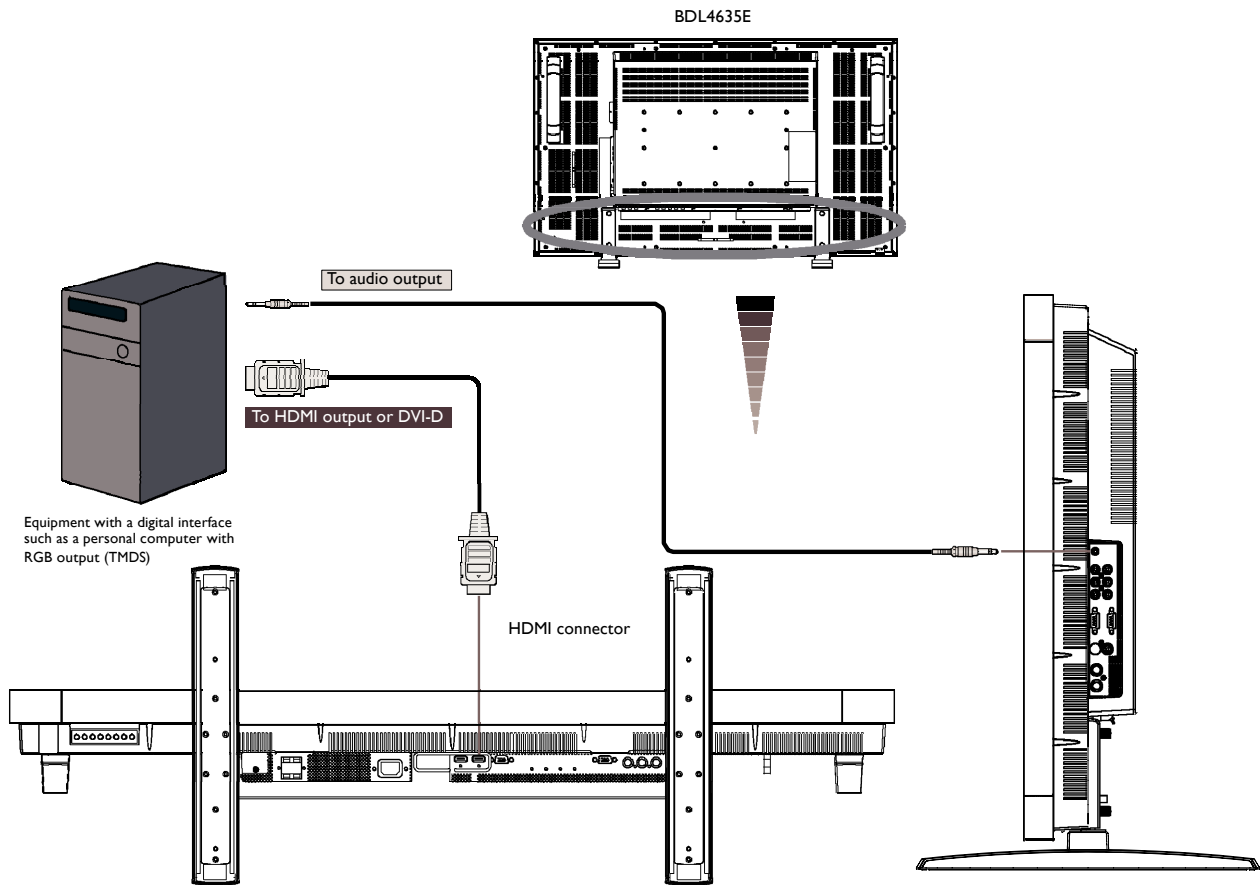 BDL4635E
To audio output
To HDMI output or DVI-D
Equipment with a digital interface
such as a personal computer with
RGB output (TMDS)
HDMI connector